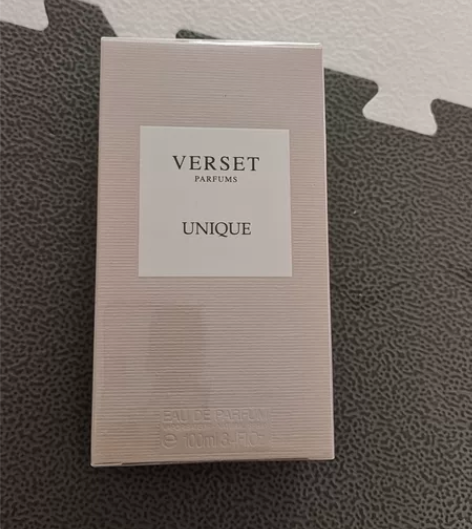 VERSET
PARFUMS
UNIQUE
EAU DE PARFUM
℮ 100ml 3.4Fl.Oz